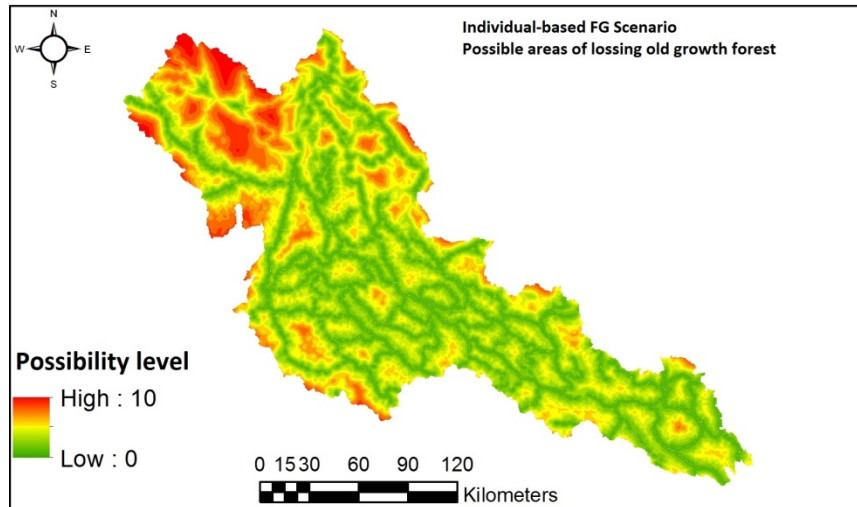 N
W E
S
Individual-based FG Scenario
Possible areas of lossing old growth forest
Possibility level
High : 10
Low : 0
0 15 30 60 90 120
Kilometers